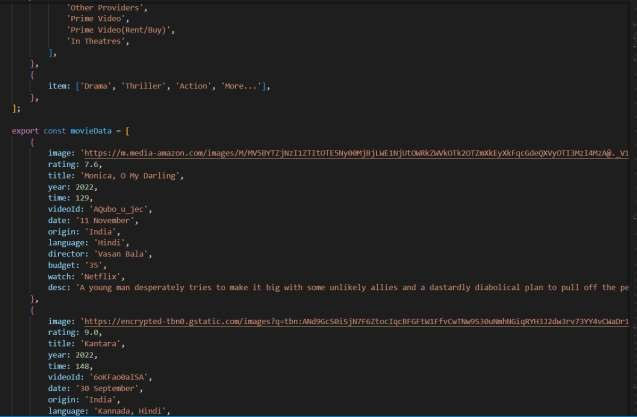 'Other Providers',
'Prime Video',
'Prime Video(Rent/Buy)',
'In Theatres',
],
},
{
item: ['Drama', 'Thriller', 'Action', 'More...'],
},
];
export const movieData = [
{
image: 'https://m.media-amazon.com/images/M/
rating: 7.6,
title: 'Monica, O My Darling',
year: 2022,
time: 129,
videoId: 'AQubo_u_jec',
date: '11 November',
origin: 'India',
language: 'Hindi',
director: 'Vasan Bala',
budget: '35',
watch: 'Netflix',
desc: 'A young man desperately tries to make it big with some unlikely allies and a dastardly diabolical plan to pull off the pe
},
{
image: 'https://encrypted-tbn0.gstatic.com/images?q=tbn:
rating: 9.0,
title: 'Kantara',
year: 2022,
time: 148,
videoId: '6oKFao0aISA',
date: '30 September',
origin: 'India',
language: 'Kannada, Hindi',